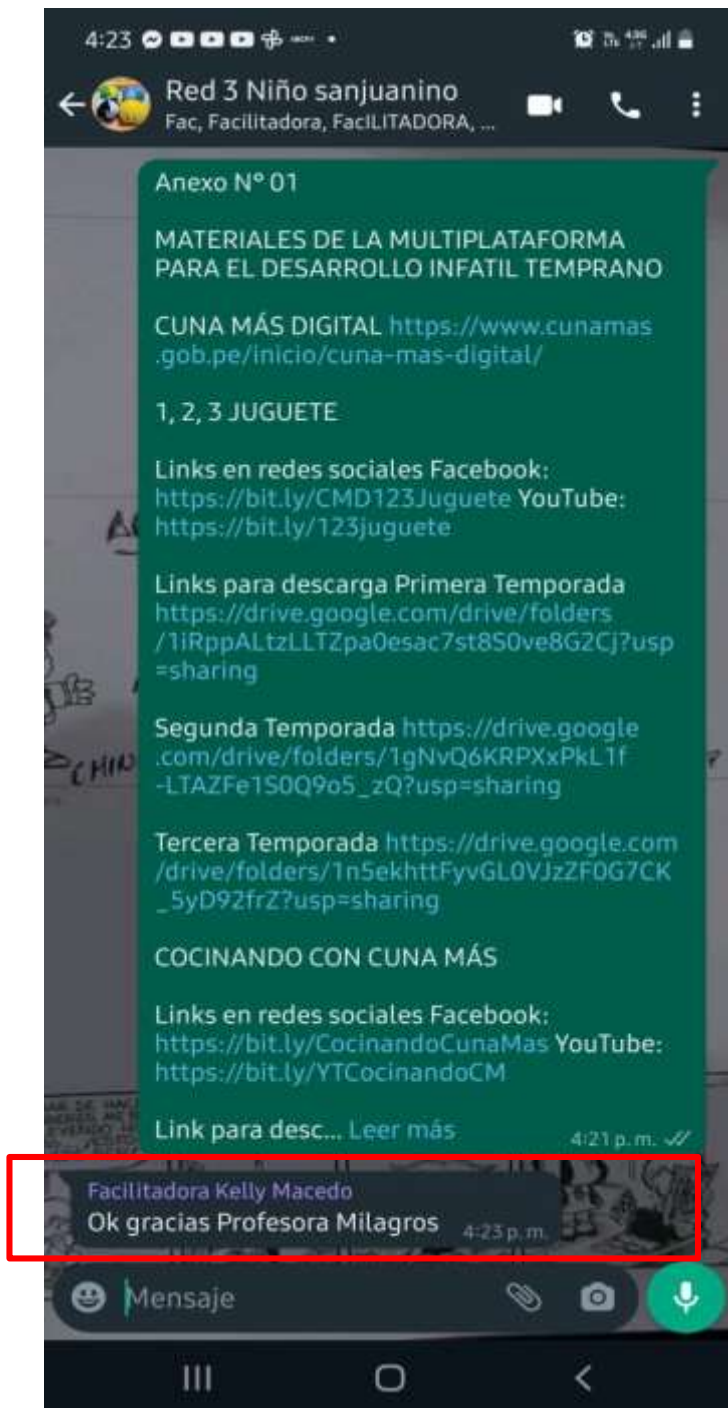 4:23
Red 3 Niño sanjuanino
Fac, Facilitadora, FacILITADORA, ...
Anexo N° 01
MATERIALES DE LA MULTIPLATAFORMA
PARA EL DESARROLLO INFATIL TEMPRANO
CUNA MÁS DIGITAL https://www.cunamas
.gob.pe/inicio/cuna-mas-digital/
1, 2, 3 JUGUETE
Links en redes sociales Facebook:
https://bit.ly/CMD123Juguete YouTube:
https://bit.ly/123juguete
Links para descarga Primera Temporada
https://drive.google.com/drive/folders
/1iRppALtzLLTZpa0esac7st8S0ve8G2Cj?usp
=sharing
Segunda Temporada https://drive.google
.com/drive/folders/1gNvQ6KRPXxPkL1f
-LTAZFe1S0Q9o5_zQ?usp=sharing
Tercera Temporada https://drive.google.com
/drive/folders/1n5ekhttFyvGL0VJzZF0G7CK
_5yD92frZ?usp=sharing
COCINANDO CON CUNA MÁS
Links en redes sociales Facebook:
https://bit.ly/CocinandoCunaMas YouTube:
https://bit.ly/YTCocinandoCM
Link para desc... Leer más
4:21 p. m.
Facilitadora Kelly Macedo
Ok gracias Profesora Milagros
4:23 p. m.
Mensaje